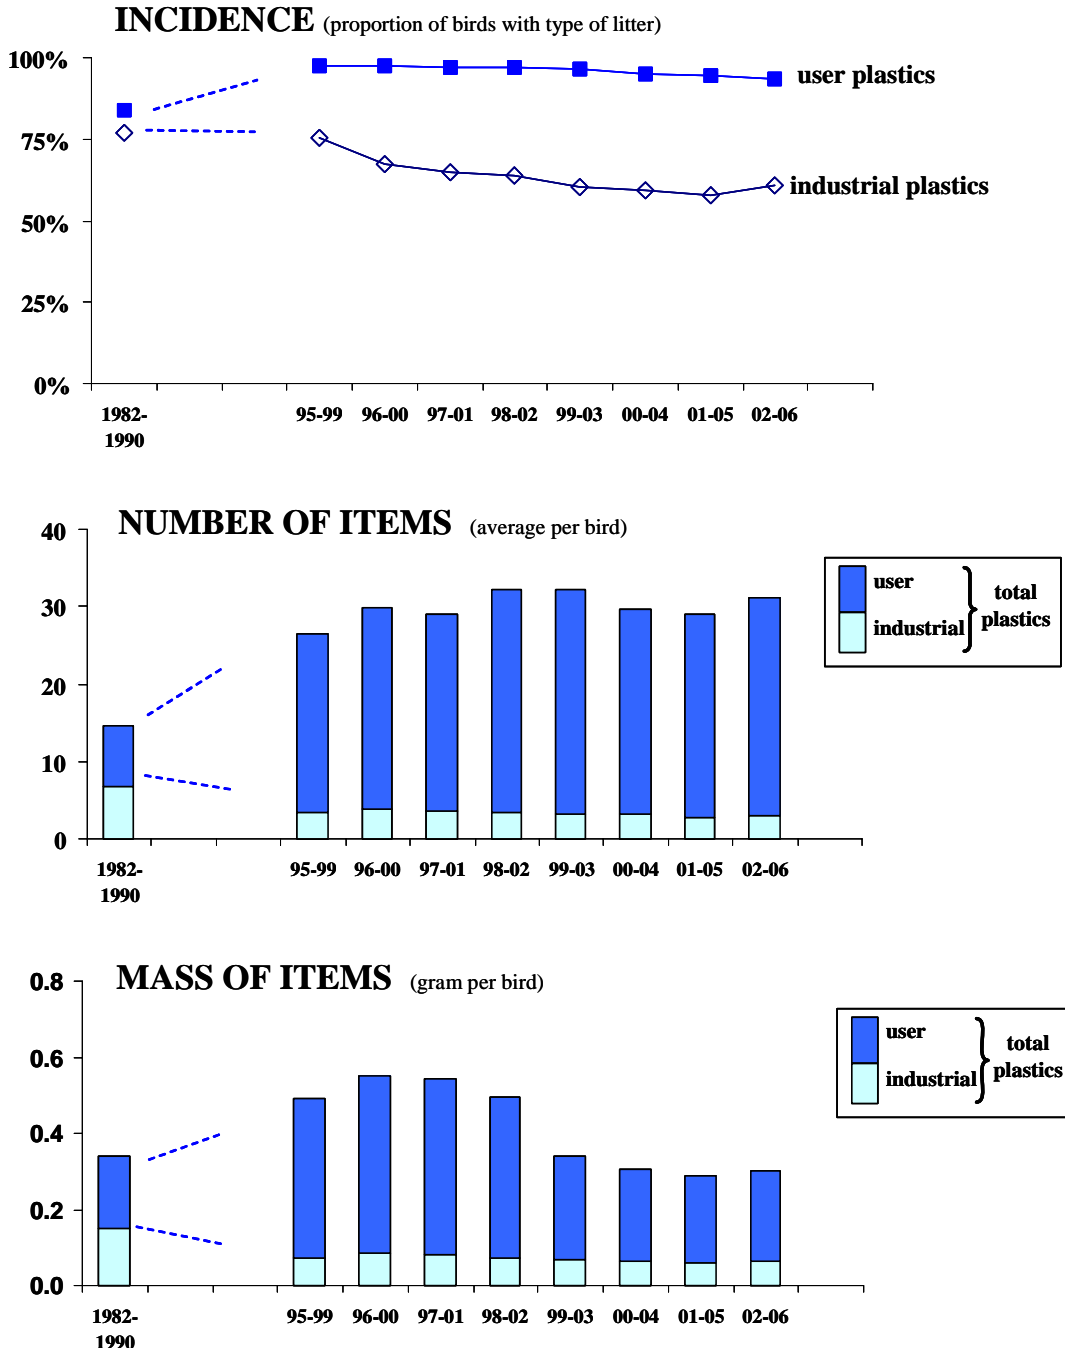 INCIDENCE (proportion of birds with type of litter)
100%
75%
50%
25%
0%
user plastics
industrial plastics
1982-
1990
95-99 96-00 97-01 98-02 99-03 00-04 01-05 02-06
NUMBER OF ITEMS (average per bird)
40
30
20
10
0
user
industrial
total
plastics
1982-
1990
95-99 96-00 97-01 98-02 99-03 00-04 01-05 02-06
MASS OF ITEMS (gram per bird)
0.8
0.6
0.4
0.2
0.0
user
industrial
total
plastics
1982-
1990
95-99 96-00 97-01 98-02 99-03 00-04 01-05 02-06